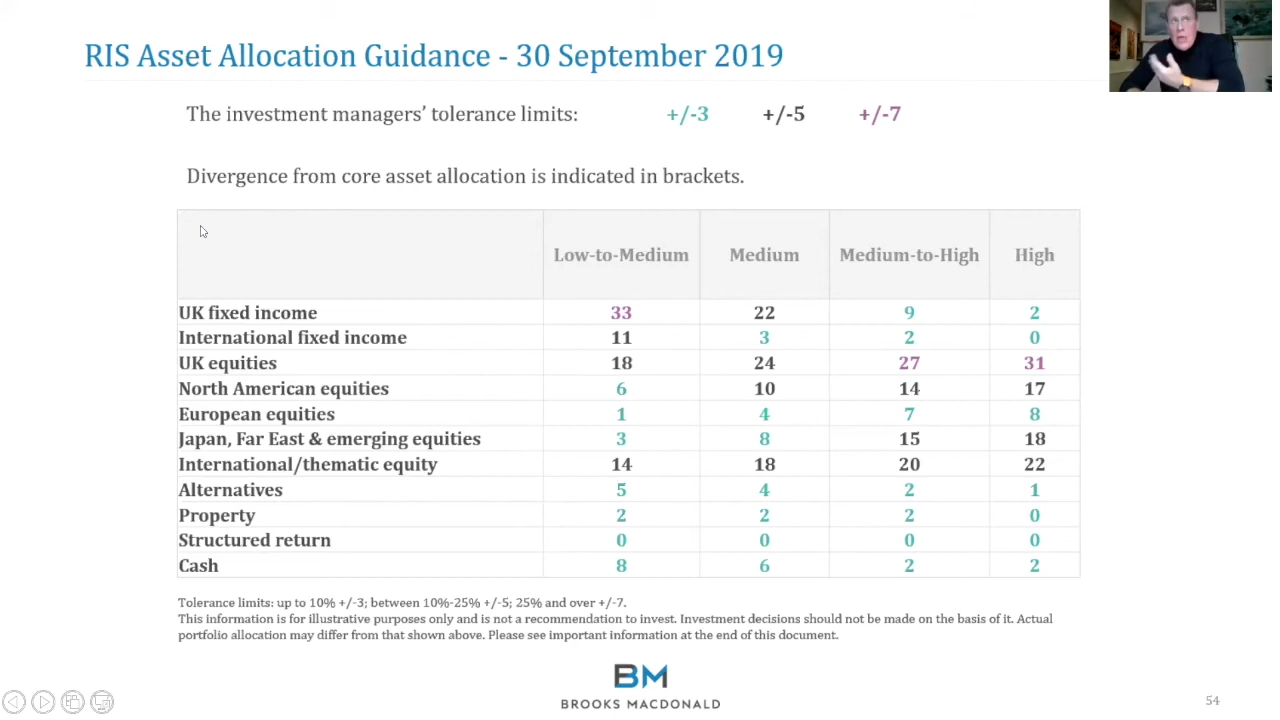 RIS Asset Allocation Guidance - 30 September 2019
The investment managers’ tolerance limits: +/-3 +/-5 +/-7
Divergence from core asset allocation is indicated in brackets.
Low-to-Medium Medium Medium-to-High High
UK fixed income 33 22 9 2
International fixed income 11 3 2 0
UK equities 18 24 27 31
North American equities 6 10 14 17
European equities 1 4 7 8
Japan, Far East & emerging equities 3 8 15 18
International/thematic equity 14 18 20 22
Alternatives 5 4 2 1
Property 2 2 2 0
Structured return 0 0 0 0
Cash 8 6 2 2
Tolerance limits: up to 10% +/-3; between 10%-25% +/-5; 25% and over +/-7.
This information is for illustrative purposes only and is not a recommendation to invest. Investment decisions should not be made on the basis of it. Actual
portfolio allocation may differ from that shown above. Please see important information at the end of this document.
BM
BROOKS MACDONALD
54